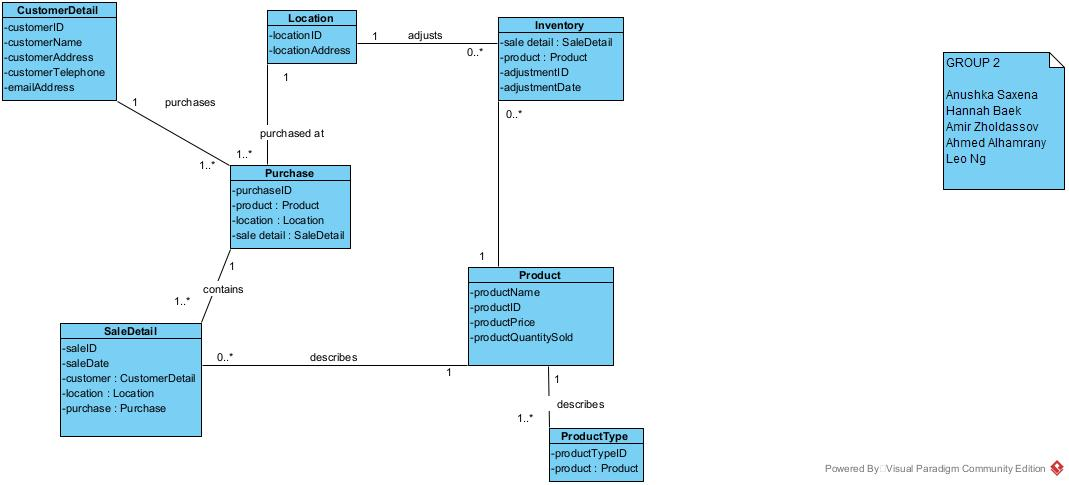 CustomerDetail
-customerID
-customerName
-customerAddress
-customerTelephone
-emailAddress
Location
-locationID
-locationAddress
1
adjusts
0..*
Inventory
-sale detail : SaleDetail
-product : Product
-adjustmentID
-adjustmentDate
GROUP 2
Anushka Saxena
Hannah Baek
Amir Zholdassov
Ahmed Alhamrany
Leo Ng
1
purchases
1..*
1
purchased at
1..*
0..*
1
Purchase
-purchaseID
-product : Product
-location : Location
-sale detail : SaleDetail
1
contains
1..*
Product
-productName
-productID
-productPrice
-productQuantitySold
SaleDetail
-saleID
-saleDate
-customer : CustomerDetail
-location : Location
-purchase : Purchase
0..*
describes
1
1
describes
1..*
ProductType
-productTypeID
-product : Product
Powered By Visual Paradigm Community Edition